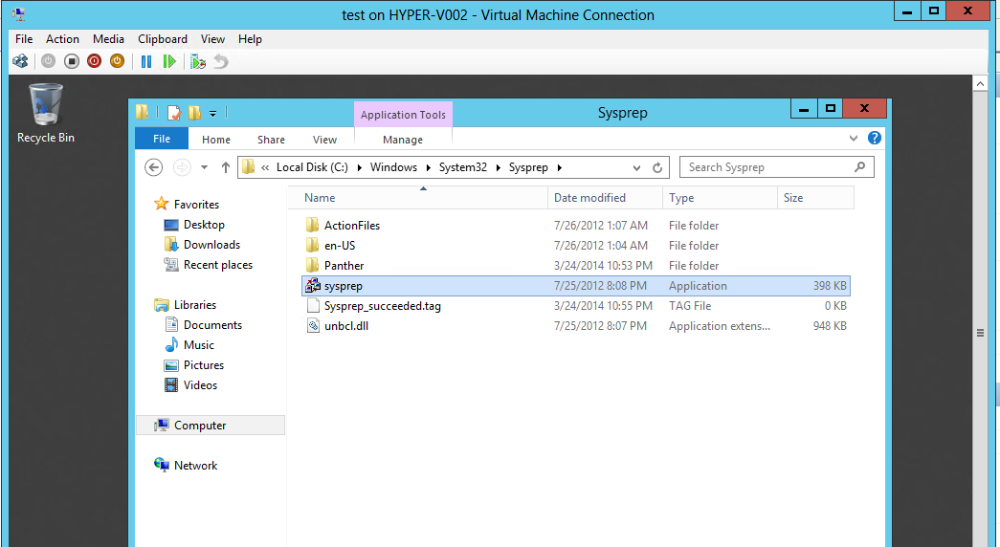 test on HYPER-V002 - Virtual Machine Connection
File Action Media Clipboard View Help
Recycle Bin
Application Tools
Sysprep
File Home Share View Manage
« Local Disk (C:) Windows System32 Sysprep
Search Sysprep
Name Date modified Type Size
Favorites
Desktop
Downloads
Recent places
Libraries
Documents
Music
Pictures
Videos
Computer
Network
ActionFiles 7/26/2012 1:07 AM File folder
en-US 7/26/2012 1:04 AM File folder
Panther 3/24/2014 10:53 PM File folder
sysprep 7/25/2012 8:08 PM Application 398 KB
Sysprep_succeeded.tag 3/24/2014 10:55 PM TAG File 0 KB
unbcl.dll 7/25/2012 8:07 PM Application extens... 948 KB